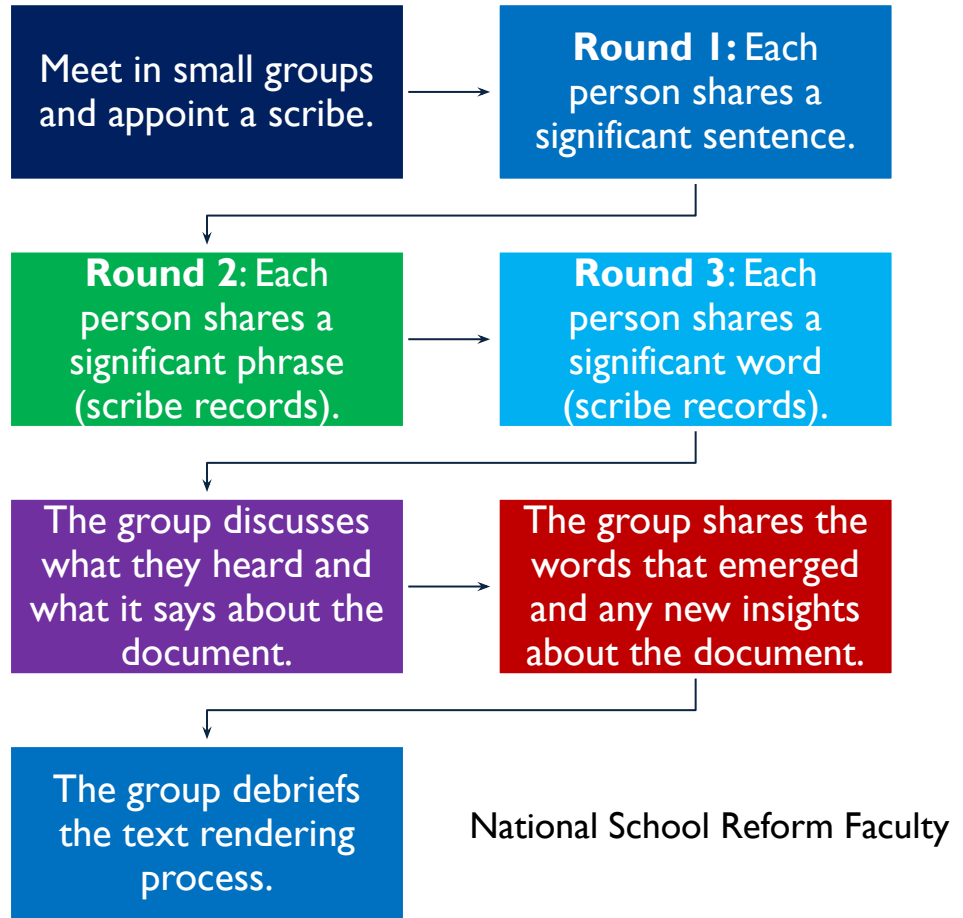 Meet in small groups
and appoint a scribe.
Round 1: Each
person shares a
significant sentence.
Round 2: Each
person shares a
significant phrase
(scribe records).
Round 3: Each
person shares a
significant word
(scribe records).
The group discusses
what they heard and
what it says about the
document.
The group shares the
words that emerged
and any new insights
about the document.
The group debriefs
the text rendering
process.
National School Reform Faculty